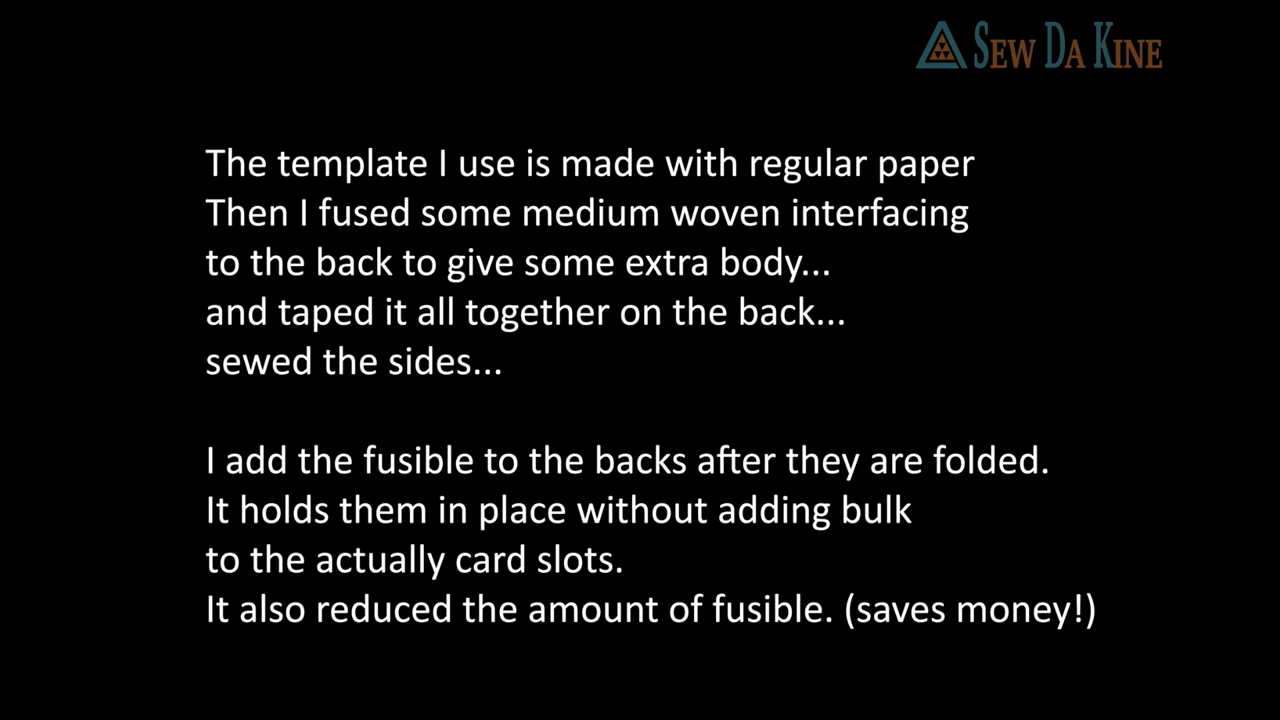 SEW DA KINE
The template I use is made with regular paper
Then I fused some medium woven interfacing
to the back to give some extra body...
and taped it all together on the back...
sewed the sides...
I add the fusible to the backs after they are folded.
It holds them in place without adding bulk
to the actually card slots.
It also reduced the amount of fusible. (saves money!)